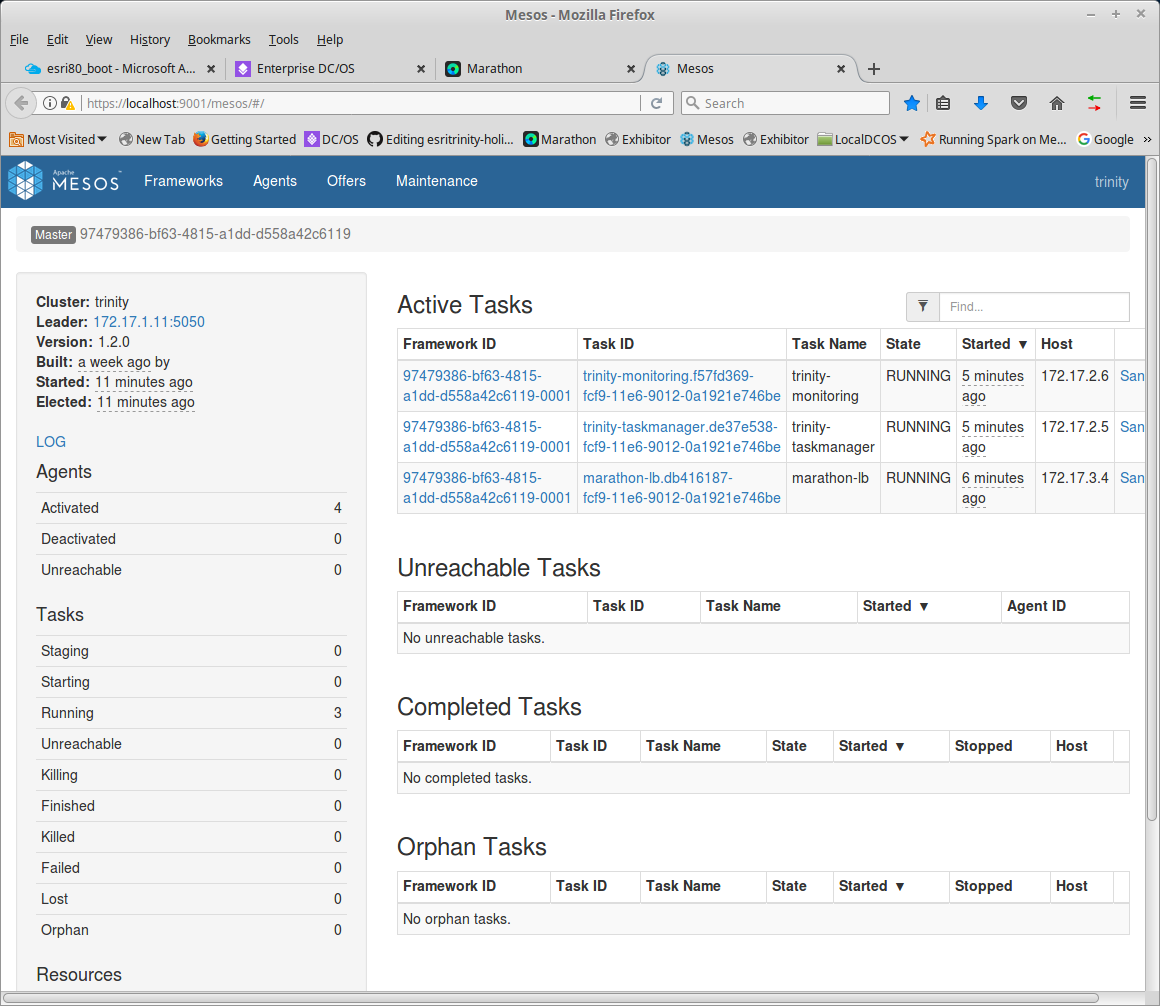 Mesos - Mozilla Firefox
File Edit View History Bookmarks Tools Help
esri80_boot - Microsoft A... Enterprise DC/OS Marathon Mesos
https://localhost:9001/mesos/#/ Search
Most Visited New Tab Getting Started DC/OS Editing esritrinity-holi... Marathon Exhibitor Mesos Exhibitor LocalDCOS Running Spark on Me... Google »
Apache
MESOS™ Frameworks Agents Offers Maintenance trinity
Master 97479386-bf63-4815-a1dd-d558a42c6119
Cluster: trinity
Leader: 172.17.1.11:5050
Version: 1.2.0
Built: a week ago by
Started: 11 minutes ago
Elected: 11 minutes ago
LOG
Agents
Activated 4
Deactivated 0
Unreachable 0
Tasks
Staging 0
Starting 0
Running 3
Unreachable 0
Killing 0
Finished 0
Killed 0
Failed 0
Lost 0
Orphan 0
Resources
Active Tasks
Find...
Framework ID Task ID Task Name State Started ▼ Host
97479386-bf63-4815- trinity-monitoring.f57fd369- trinity- RUNNING 5 minutes 172.17.2.6 San
a1dd-d558a42c6119-0001 fcf9-11e6-9012-0a1921e746be monitoring ago
97479386-bf63-4815- trinity-taskmanager.de37e538- trinity- RUNNING 5 minutes 172.17.2.5 San
a1dd-d558a42c6119-0001 fcf9-11e6-9012-0a1921e746be taskmanager ago
97479386-bf63-4815- marathon-lb.db416187- marathon-lb RUNNING 6 minutes 172.17.3.4 San
a1dd-d558a42c6119-0001 fcf9-11e6-9012-0a1921e746be ago
Unreachable Tasks
Framework ID Task ID Task Name Started ▼ Agent ID
No unreachable tasks.
Completed Tasks
Framework ID Task ID Task Name State Started ▼ Stopped Host
No completed tasks.
Orphan Tasks
Framework ID Task ID Task Name State Started ▼ Stopped Host
No orphan tasks.